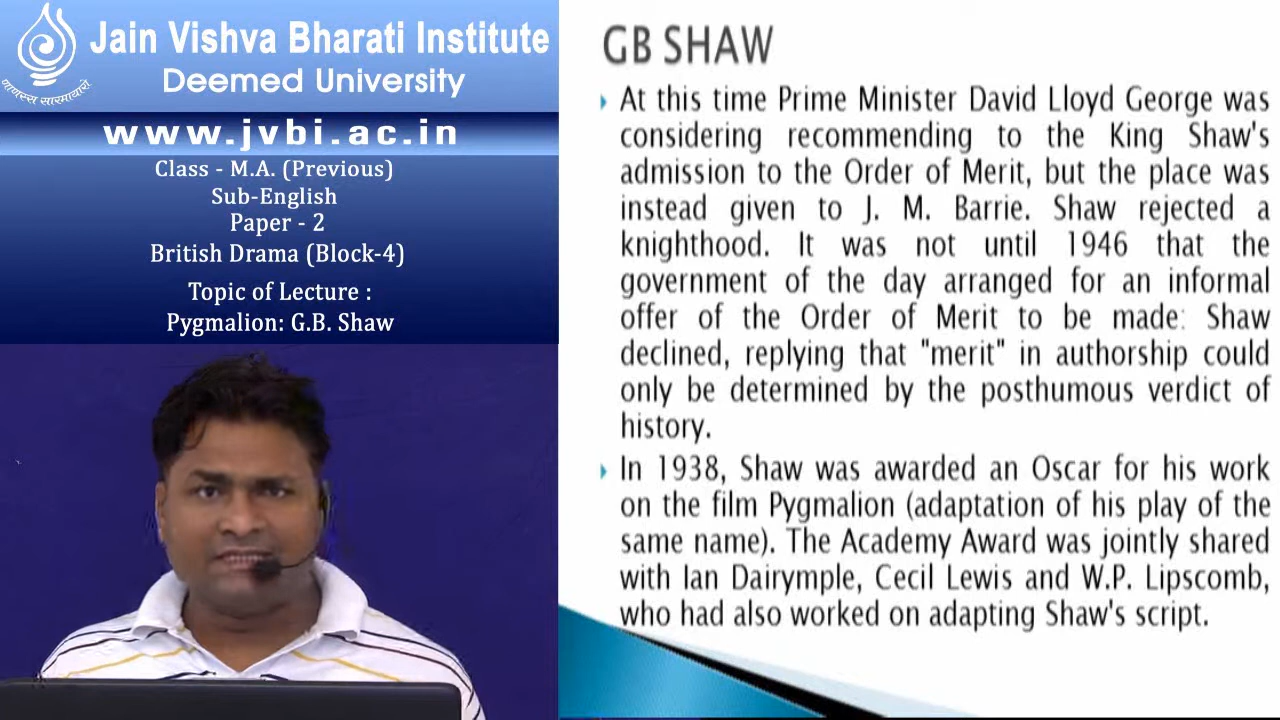 Jain Vishva Bharati Institute
Deemed University
णाणस्स सारमायारो
www.jvbi.ac.in
Class - M.A. (Previous)
Sub-English
Paper - 2
British Drama (Block-4)
Topic of Lecture :
Pygmalion: G.B. Shaw
GB SHAW
At this time Prime Minister David Lloyd George was
considering recommending to the King Shaw's
admission to the Order of Merit, but the place was
instead given to J. M. Barrie. Shaw rejected a
knighthood. It was not until 1946 that the
government of the day arranged for an informal
offer of the Order of Merit to be made: Shaw
declined, replying that "merit" in authorship could
only be determined by the posthumous verdict of
history.
In 1938, Shaw was awarded an Oscar for his work
on the film Pygmalion (adaptation of his play of the
same name). The Academy Award was jointly shared
with Ian Dairymple, Cecil Lewis and W.P. Lipscomb,
who had also worked on adapting Shaw's script.